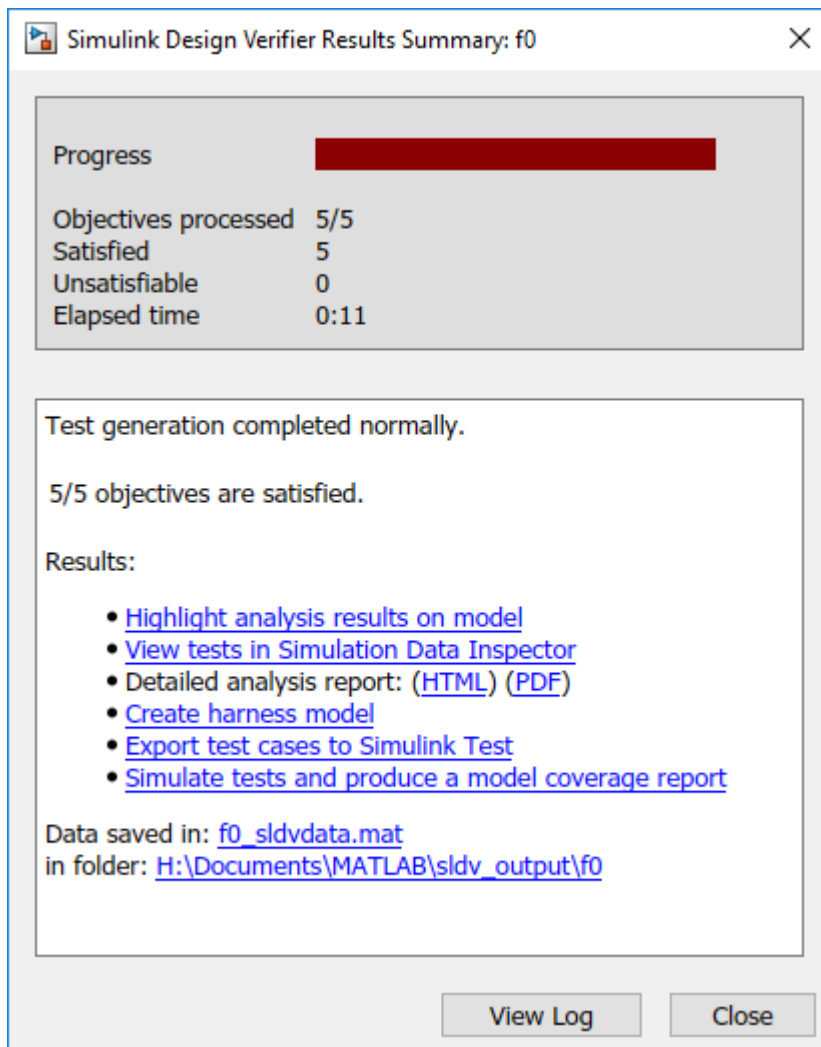 Simulink Design Verifier Results Summary: f0
Progress
Objectives processed 5/5
Satisfied 5
Unsatisfiable 0
Elapsed time 0:11
Test generation completed normally.
5/5 objectives are satisfied.
Results:
• Highlight analysis results on model
• View tests in Simulation Data Inspector
• Detailed analysis report: (HTML) (PDF)
• Create harness model
• Export test cases to Simulink Test
• Simulate tests and produce a model coverage report
Data saved in: f0_sldvdata.mat
in folder: H:\Documents\MATLAB\sldv_output\f0
View Log Close